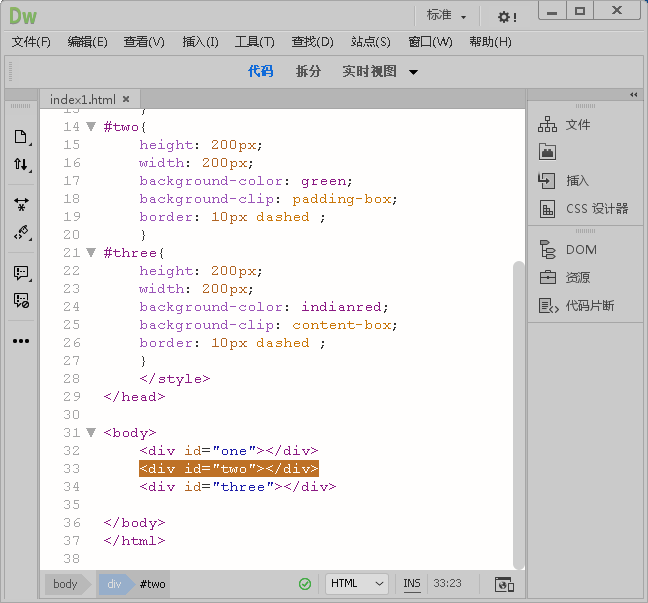 Dw
标准
文件(F) 编辑(E) 查看(V) 插入(I) 工具(T) 查找(D) 站点(S) 窗口(W) 帮助(H)
代码 拆分 实时视图
index1.html ×
13 }
14 #two{
15 height: 200px;
16 width: 200px;
17 background-color: green;
18 background-clip: padding-box;
19 border: 10px dashed ;
20 }
21 #three{
22 height: 200px;
23 width: 200px;
24 background-color: indianred;
25 background-clip: content-box;
26 border: 10px dashed ;
27 }
28 </style>
29 </head>
30
31 <body>
32 <div id="one"></div>
33 <div id="two"></div>
34 <div id="three"></div>
35
36 </body>
37 </html>
38
文件
插入
CSS 设计器
DOM
资源
代码片断
body div #two HTML INS 33:23